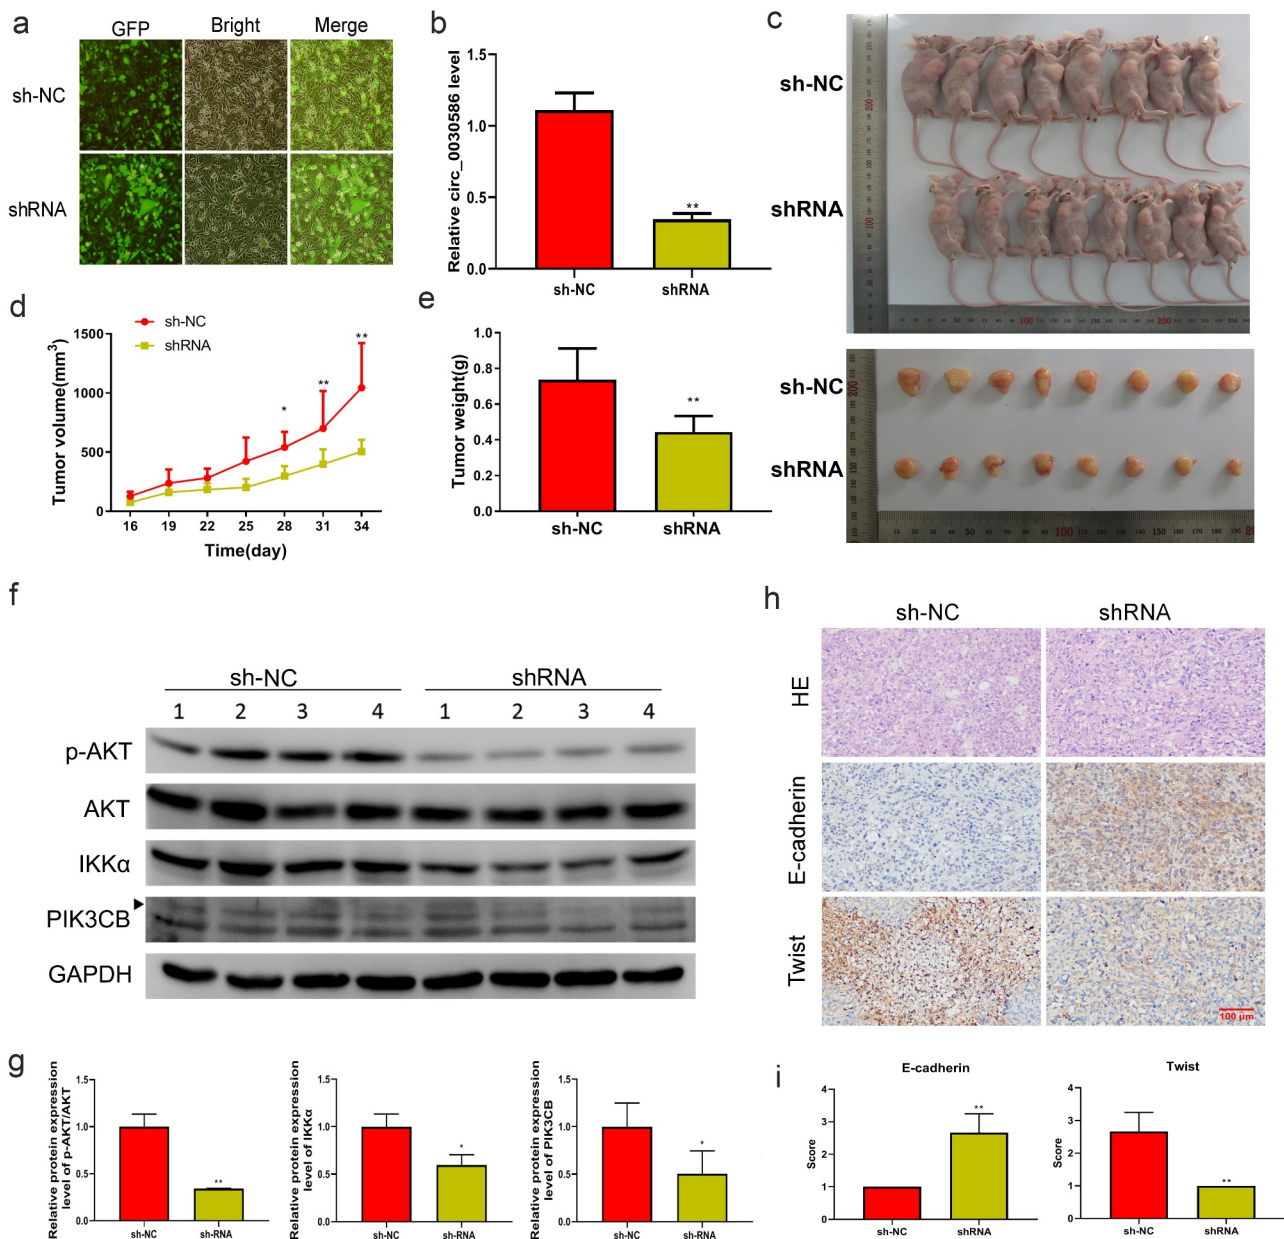 a
GFP
Bright
Merge
sh-NC
shRNA
b
Relative circ_0030586 level
1.5
1.0
0.5
0.0
**
sh-NC
shRNA
c
sh-NC
shRNA
sh-NC
shRNA
d
sh-NC
shRNA
Tumor volume(mm³)
1500
1000
500
0
*
**
**
16 19 22 25 28 31 34
Time(day)
e
Tumor weight(g)
1.0
0.8
0.6
0.4
0.2
0.0
**
sh-NC
shRNA
f
sh-NC
shRNA
1 2 3 4 1 2 3 4
p-AKT
AKT
IKKα
PIK3CB
GAPDH
g
Relative protein expression
level of p-AKT/AKT
1.5
1.0
0.5
0.0
**
sh-NC
sh-RNA
Relative protein expression
level of IKKα
1.5
1.0
0.5
0.0
*
sh-NC
sh-RNA
Relative protein expression
level of PIK3CB
1.5
1.0
0.5
0.0
*
sh-NC
sh-RNA
h
sh-NC
shRNA
HE
E-cadherin
Twist
100 μm
i
E-cadherin
Score
4
3
2
1
0
**
sh-NC
shRNA
Twist
Score
4
3
2
1
0
**
sh-NC
shRNA